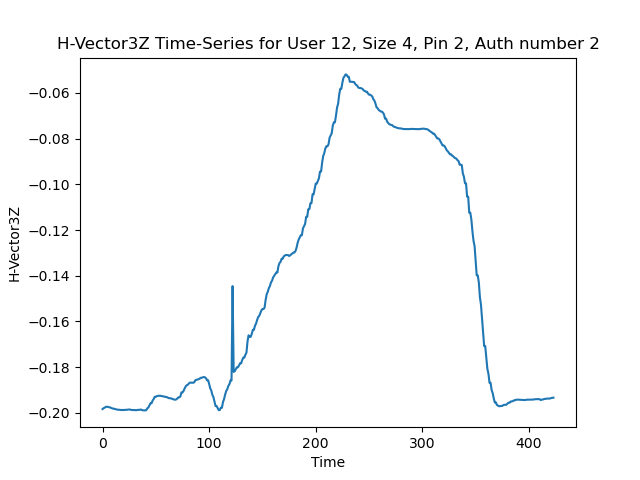 H-Vector3Z Time-Series for User 12, Size 4, Pin 2, Auth number 2
−0.06
−0.08
−0.10
−0.12
−0.14
−0.16
−0.18
−0.20
H-Vector3Z
0 100 200 300 400
Time